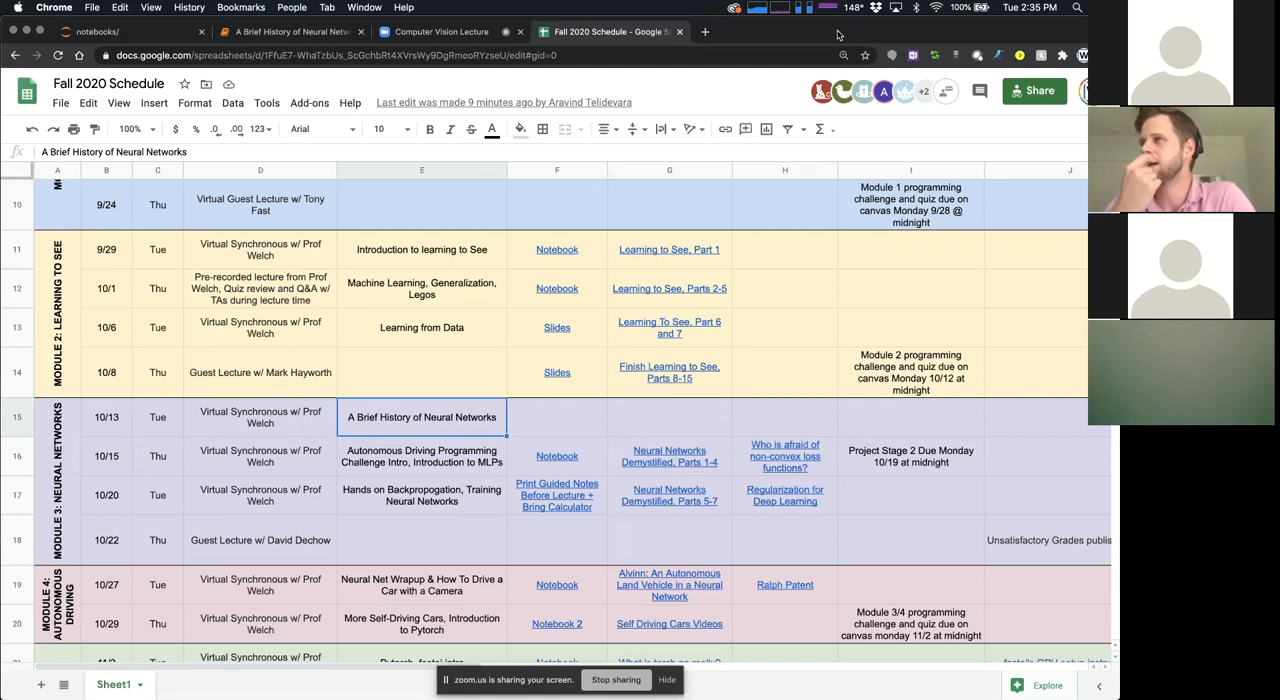 Chrome File Edit View History Bookmarks People Tab Window Help 148° 100% Tue 2:35 PM
notebooks/ × A Brief History of Neural Netw × Computer Vision Lecture × Fall 2020 Schedule - Google S × +
docs.google.com/spreadsheets/d/1FfuE7-WhaTzbUs_ScGchbRt4XVrsWy9DgRmeoRYzseU/edit#gid=0
Fall 2020 Schedule
File Edit View Insert Format Data Tools Add-ons Help Last edit was made 9 minutes ago by Aravind Telidevara
A +2 Share
100% $ % .0 .00 123 Arial 10 B I S A
fx A Brief History of Neural Networks
A B C D E F G H I J
10 9/24 Thu Virtual Guest Lecture w/ Tony
Fast
Module 1 programming
challenge and quiz due on
canvas Monday 9/28 @
midnight
MODULE 2: LEARNING TO SEE
11 9/29 Tue Virtual Synchronous w/ Prof
Welch
Introduction to learning to See Notebook Learning to See, Part 1
12 10/1 Thu Pre-recorded lecture from Prof
Welch, Quiz review and Q&A w/
TAs during lecture time
Machine Learning, Generalization,
Legos
Notebook Learning to See, Parts 2-5
13 10/6 Tue Virtual Synchronous w/ Prof
Welch
Learning from Data Slides Learning To See, Part 6
and 7
14 10/8 Thu Guest Lecture w/ Mark Hayworth Slides Finish Learning to See,
Parts 8-15
Module 2 programming
challenge and quiz due on
canvas Monday 10/12 at
midnight
MODULE 3: NEURAL NETWORKS
15 10/13 Tue Virtual Synchronous w/ Prof
Welch
A Brief History of Neural Networks
16 10/15 Thu Virtual Synchronous w/ Prof
Welch
Autonomous Driving Programming
Challenge Intro, Introduction to MLPs
Notebook Neural Networks
Demystified, Parts 1-4
Who is afraid of
non-convex loss
functions?
Project Stage 2 Due Monday
10/19 at midnight
17 10/20 Tue Virtual Synchronous w/ Prof
Welch
Hands on Backpropogation, Training
Neural Networks
Print Guided Notes
Before Lecture +
Bring Calculator
Neural Networks
Demystified, Parts 5-7
Regularization for
Deep Learning
18 10/22 Thu Guest Lecture w/ David Dechow Unsatisfactory Grades publis
MODULE 4:
AUTONOMOUS
DRIVING
19 10/27 Tue Virtual Synchronous w/ Prof
Welch
Neural Net Wrapup & How To Drive a
Car with a Camera
Notebook Alvinn: An Autonomous
Land Vehicle in a Neural
Network
Ralph Patent
20 10/29 Thu Virtual Synchronous w/ Prof
Welch
More Self-Driving Cars, Introduction
to Pytorch
Notebook 2 Self Driving Cars Videos Module 3/4 programming
challenge and quiz due on
canvas monday 11/2 at midnight
Virtual Synchronous w/ Prof
zoom.us is sharing your screen. Stop sharing Hide
Sheet1 Explore